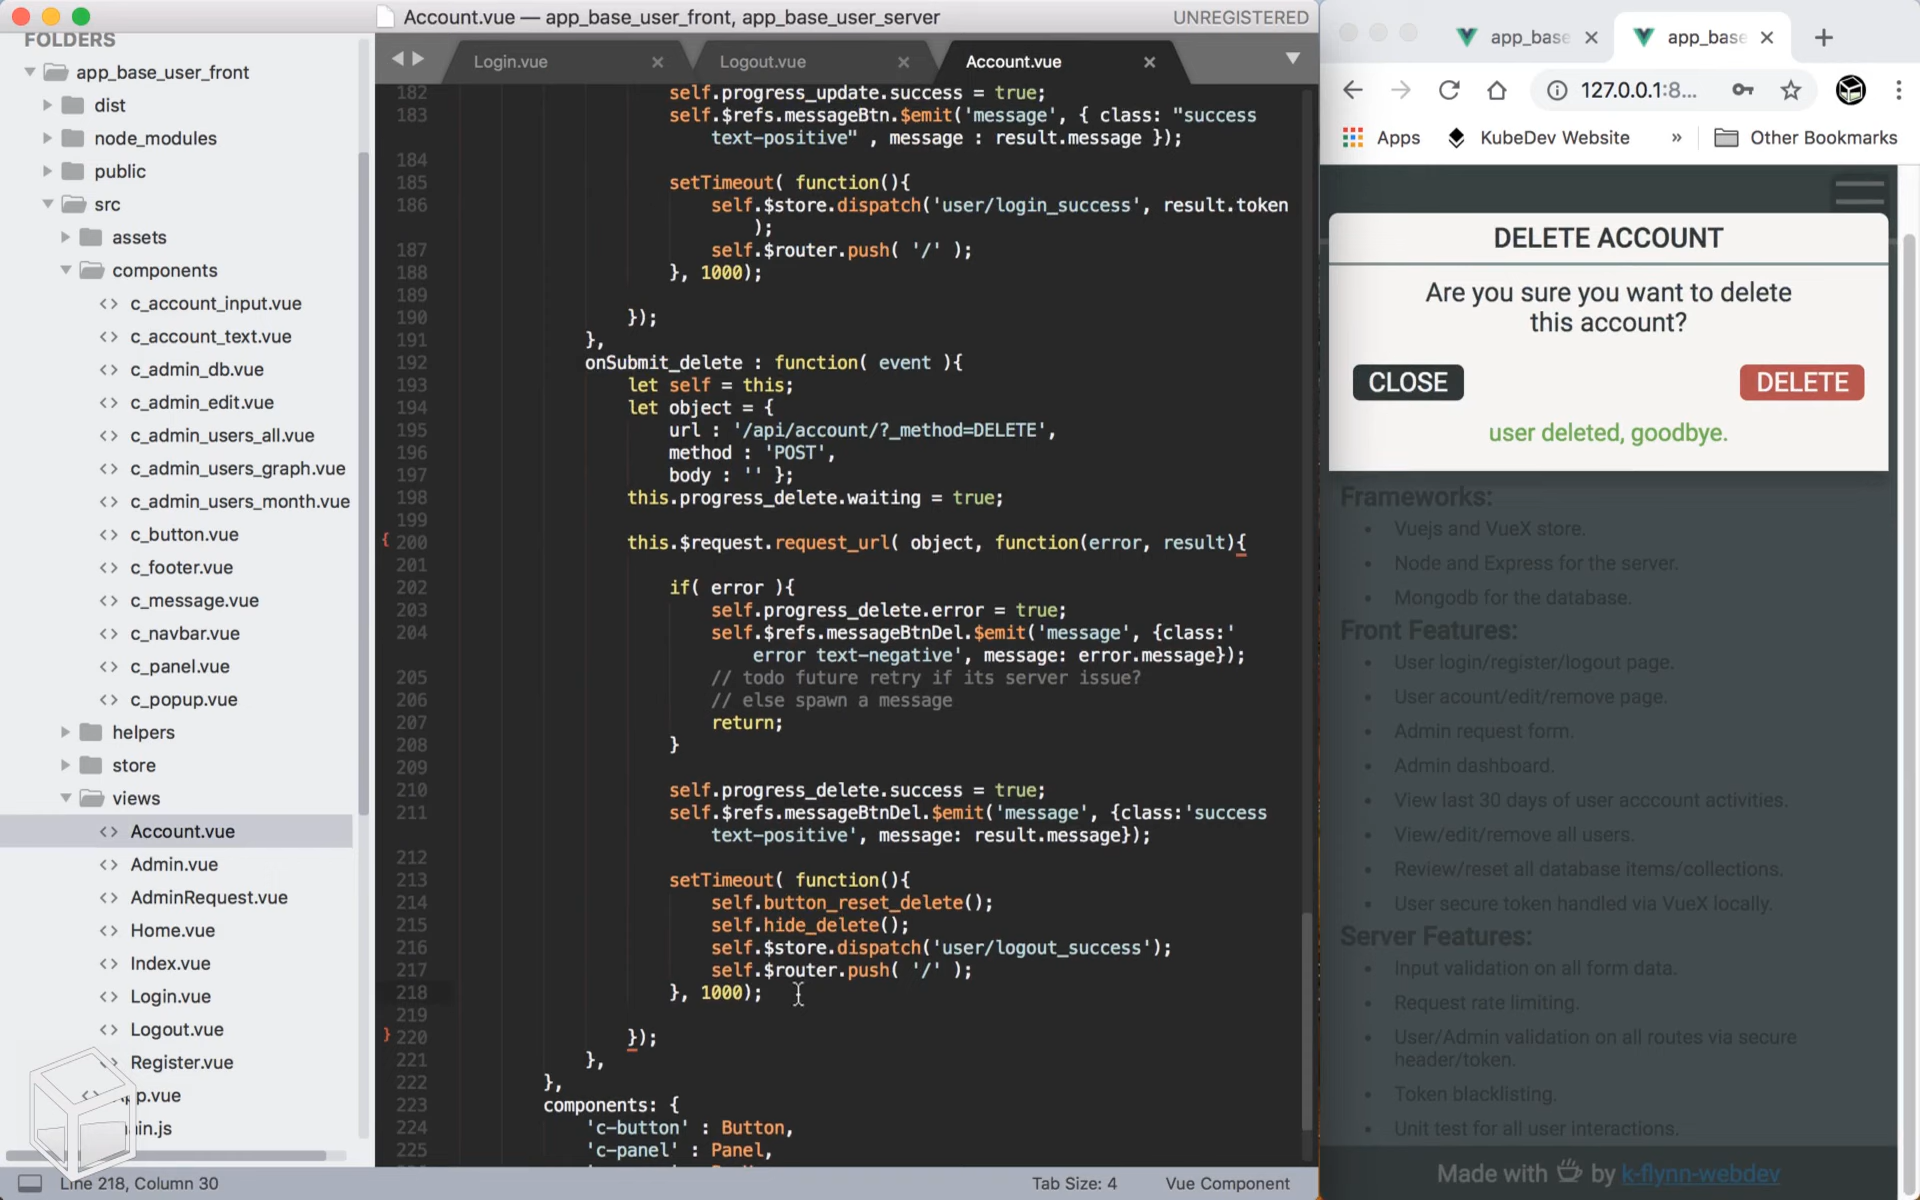 Account.vue — app_base_user_front, app_base_user_server
UNREGISTERED
FOLDERS
app_base_user_front
dist
node_modules
public
src
assets
components
c_account_input.vue
c_account_text.vue
c_admin_db.vue
c_admin_edit.vue
c_admin_users_all.vue
c_admin_users_graph.vue
c_admin_users_month.vue
c_button.vue
c_footer.vue
c_message.vue
c_navbar.vue
c_panel.vue
c_popup.vue
helpers
store
views
Account.vue
Admin.vue
AdminRequest.vue
Home.vue
Index.vue
Login.vue
Logout.vue
Register.vue
Login.vue
Logout.vue
Account.vue
182 self.progress_update.success = true;
183 self.$refs.messageBtn.$emit('message', { class: "success
text-positive" , message : result.message });
184
185 setTimeout( function(){
186 self.$store.dispatch('user/login_success', result.token
);
187 self.$router.push( '/' );
188 }, 1000);
189
190 });
191 },
192 onSubmit_delete : function( event ){
193 let self = this;
194 let object = {
195 url : '/api/account/?_method=DELETE',
196 method : 'POST',
197 body : '' };
198 this.progress_delete.waiting = true;
199
200 this.$request.request_url( object, function(error, result){
201
202 if( error ){
203 self.progress_delete.error = true;
204 self.$refs.messageBtnDel.$emit('message', {class:'
error text-negative', message: error.message});
205 // todo future retry if its server issue?
206 // else spawn a message
207 return;
208 }
209
210 self.progress_delete.success = true;
211 self.$refs.messageBtnDel.$emit('message', {class:'success
text-positive', message: result.message});
212
213 setTimeout( function(){
214 self.button_reset_delete();
215 self.hide_delete();
216 self.$store.dispatch('user/logout_success');
217 self.$router.push( '/' );
218 }, 1000);
219
220 });
221 },
222 },
223 components: {
224 'c-button' : Button,
225 'c-panel' : Panel,
Line 218, Column 30
Tab Size: 4
Vue Component
app_base
app_base
127.0.0.1:8...
Apps
KubeDev Website
»
Other Bookmarks
DELETE ACCOUNT
Are you sure you want to delete
this account?
CLOSE
DELETE
user deleted, goodbye.
Frameworks:
Vuejs and VueX store.
Node and Express for the server.
Mongodb for the database.
Front Features:
User login/register/logout page.
User acount/edit/remove page.
Admin request form.
Admin dashboard.
View last 30 days of user acccount activities.
View/edit/remove all users.
Review/reset all database items/collections.
User secure token handled via VueX locally.
Server Features:
Input validation on all form data.
Request rate limiting.
User/Admin validation on all routes via secure
header/token.
Token blacklisting.
Unit test for all user interactions.
Made with by k-flynn-webdev